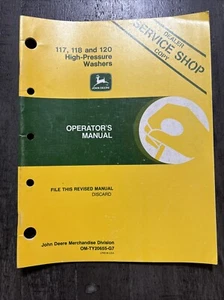 117, 118 and 120
High-Pressure
Washers
DEALER
SERVICE SHOP
COPY
JOHN DEERE
OPERATOR'S
MANUAL
FILE THIS REVISED MANUAL
DISCARD
John Deere Merchandise Division
OM-TY20605-G7